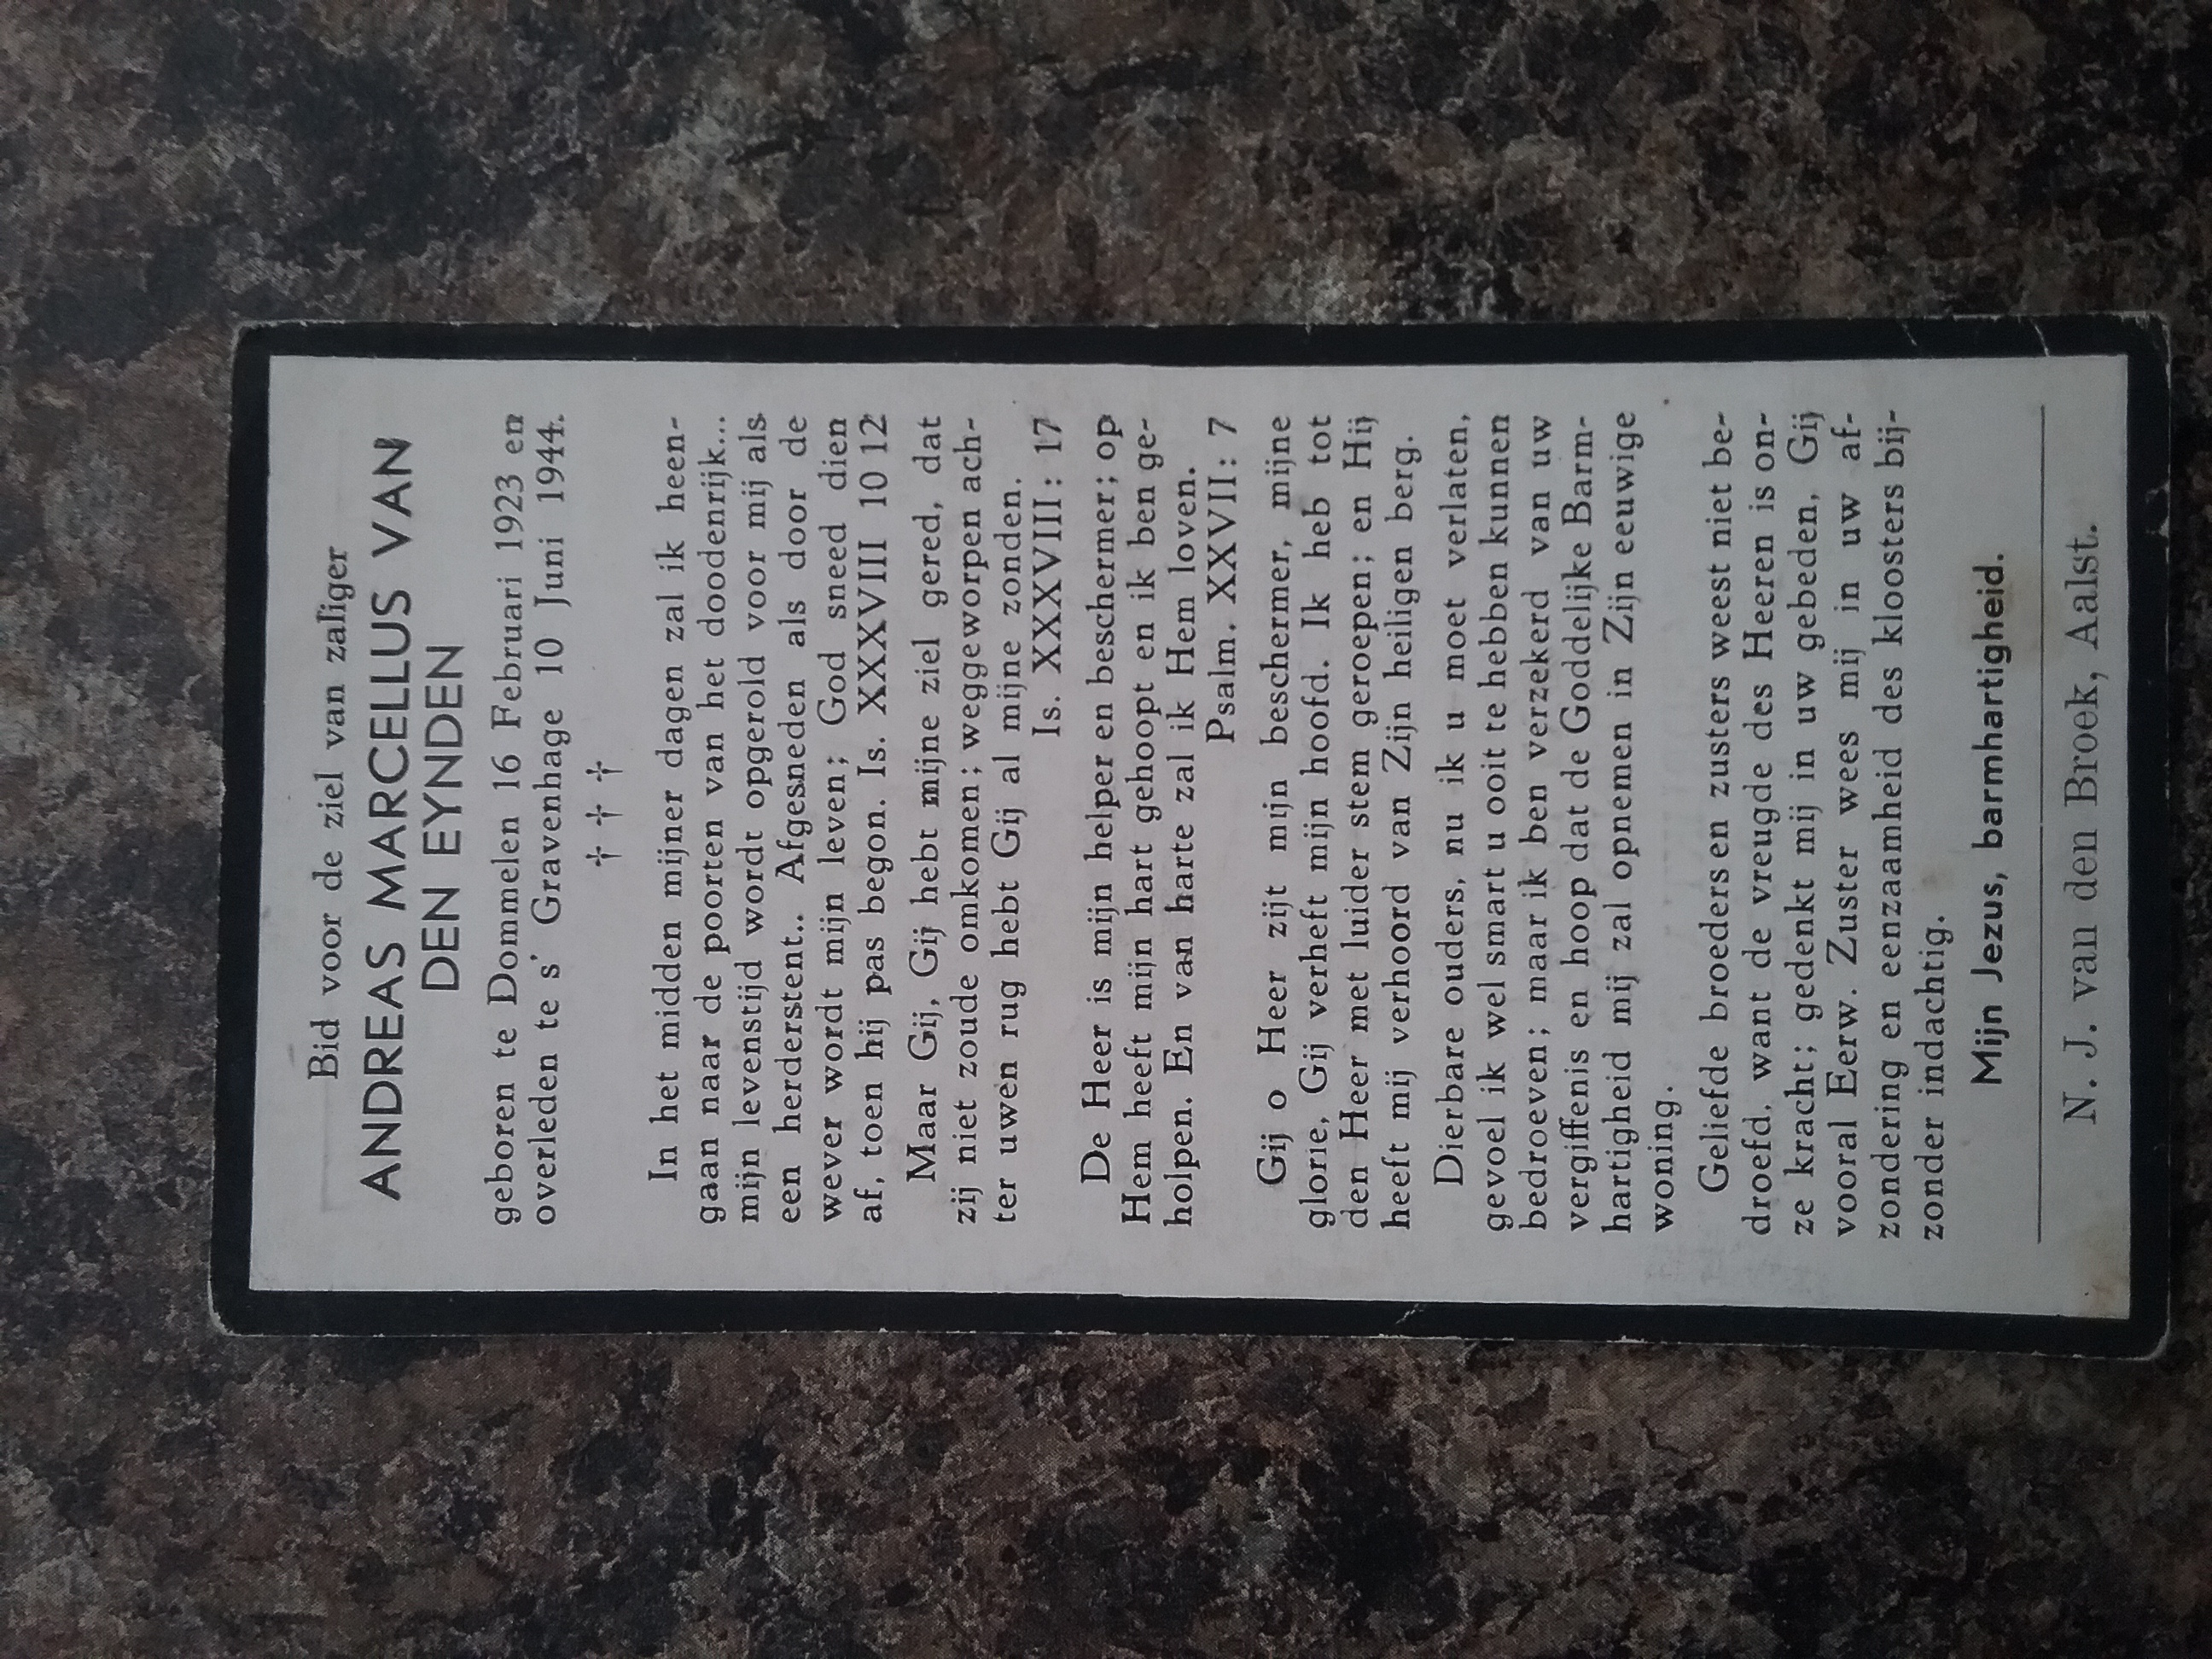 Bid voor de ziel van zaliger
ANDREAS MARCELLUS VAN
DEN EYNDEN
geboren te Dommelen 16 Februari 1923 en
overleden te s' Gravenhage 10 Juni 1944.
† † †
In het midden mijner dagen zal ik heen-
gaan naar de poorten van het doodenrijk...
mijn levenstijd wordt opgerold voor mij als
een herderstent.. Afgesneden als door de
wever wordt mijn leven; God sneed dien
af, toen hij pas begon. Is. XXXVIII 10 12
Maar Gij, Gij hebt mijne ziel gered, dat
zij niet zoude omkomen; weggeworpen ach-
ter uwen rug hebt Gij al mijne zonden.
Is. XXXVIII: 17
De Heer is mijn helper en beschermer; op
Hem heeft mijn hart gehoopt en ik ben ge-
holpen. En van harte zal ik Hem loven.
Psalm. XXVII: 7
Gij o Heer zijt mijn beschermer, mijne
glorie, Gij verheft mijn hoofd. Ik heb tot
den Heer met luider stem geroepen; en Hij
heeft mij verhoord van Zijn heiligen berg.
Dierbare ouders, nu ik u moet verlaten,
gevoel ik wel smart u ooit te hebben kunnen
bedroeven; maar ik ben verzekerd van uw
vergiffenis en hoop dat de Goddelijke Barm-
hartigheid mij zal opnemen in Zijn eeuwige
woning.
Geliefde broeders en zusters weest niet be-
droefd, want de vreugde des Heeren is on-
ze kracht; gedenkt mij in uw gebeden, Gij
vooral Eerw. Zuster wees mij in uw af-
zondering en eenzaamheid des kloosters bij-
zonder indachtig.
Mijn Jezus, barmhartigheid.
N. J. van den Broek, Aalst.